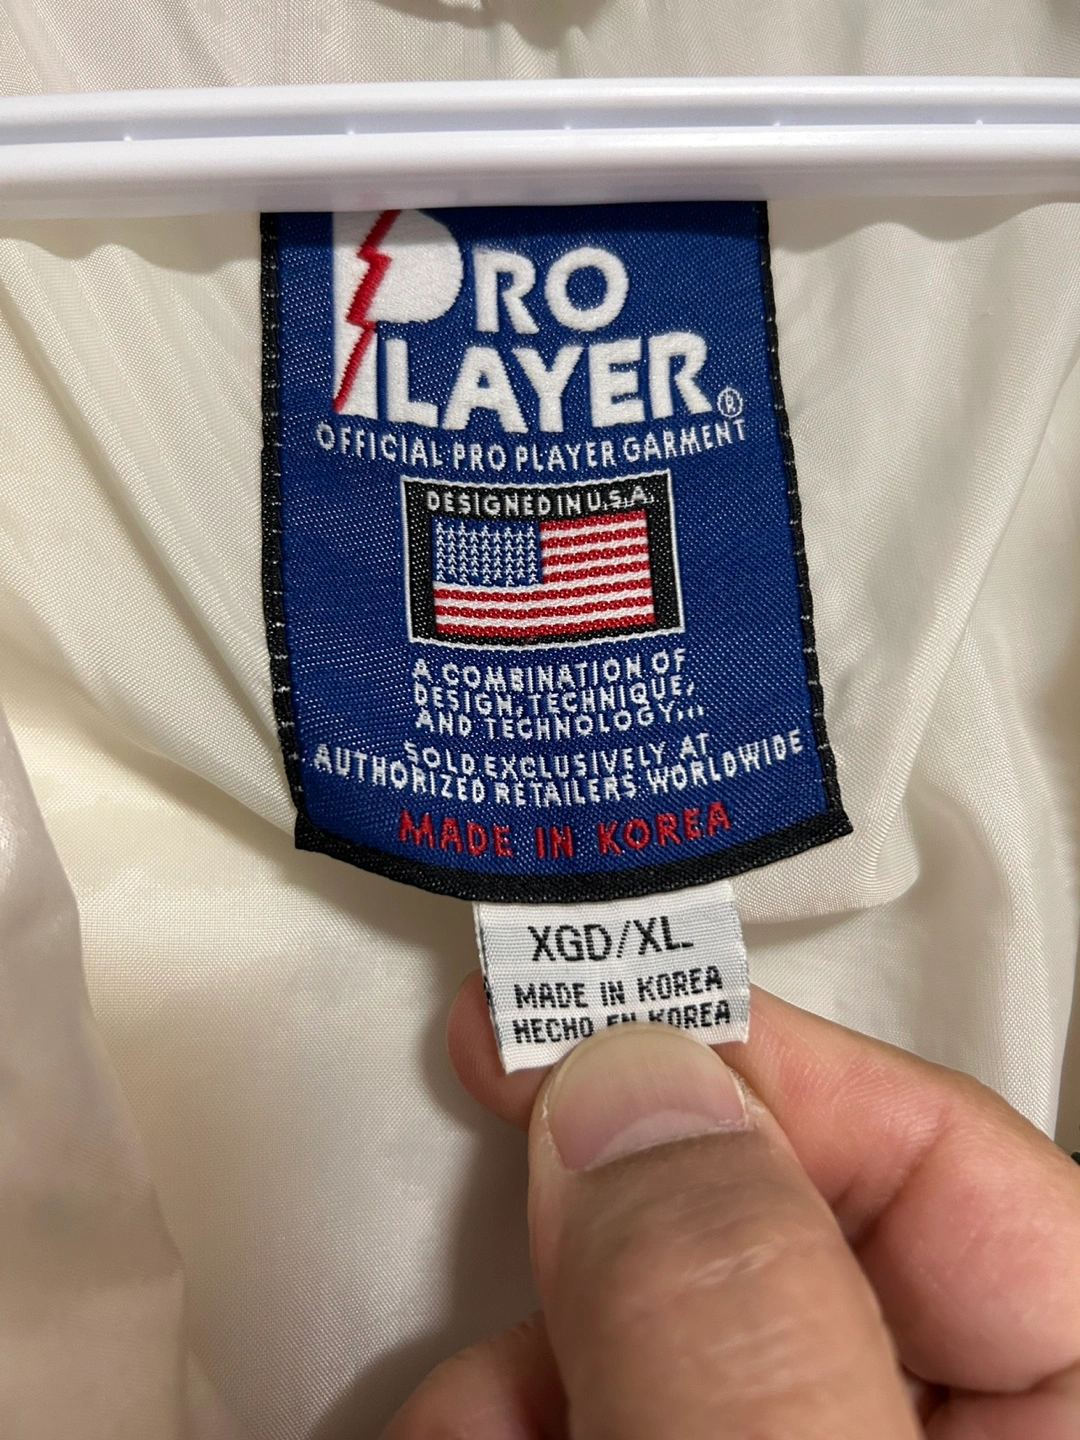 PRO
PLAYER®
OFFICIAL PRO PLAYER GARMENT
DESIGNED IN U.S.A.
A COMBINATION OF
DESIGN, TECHNIQUE,
AND TECHNOLOGY...
SOLD EXCLUSIVELY AT
AUTHORIZED RETAILERS WORLDWIDE
MADE IN KOREA
XGD/XL
MADE IN KOREA
HECHO EN KOREA